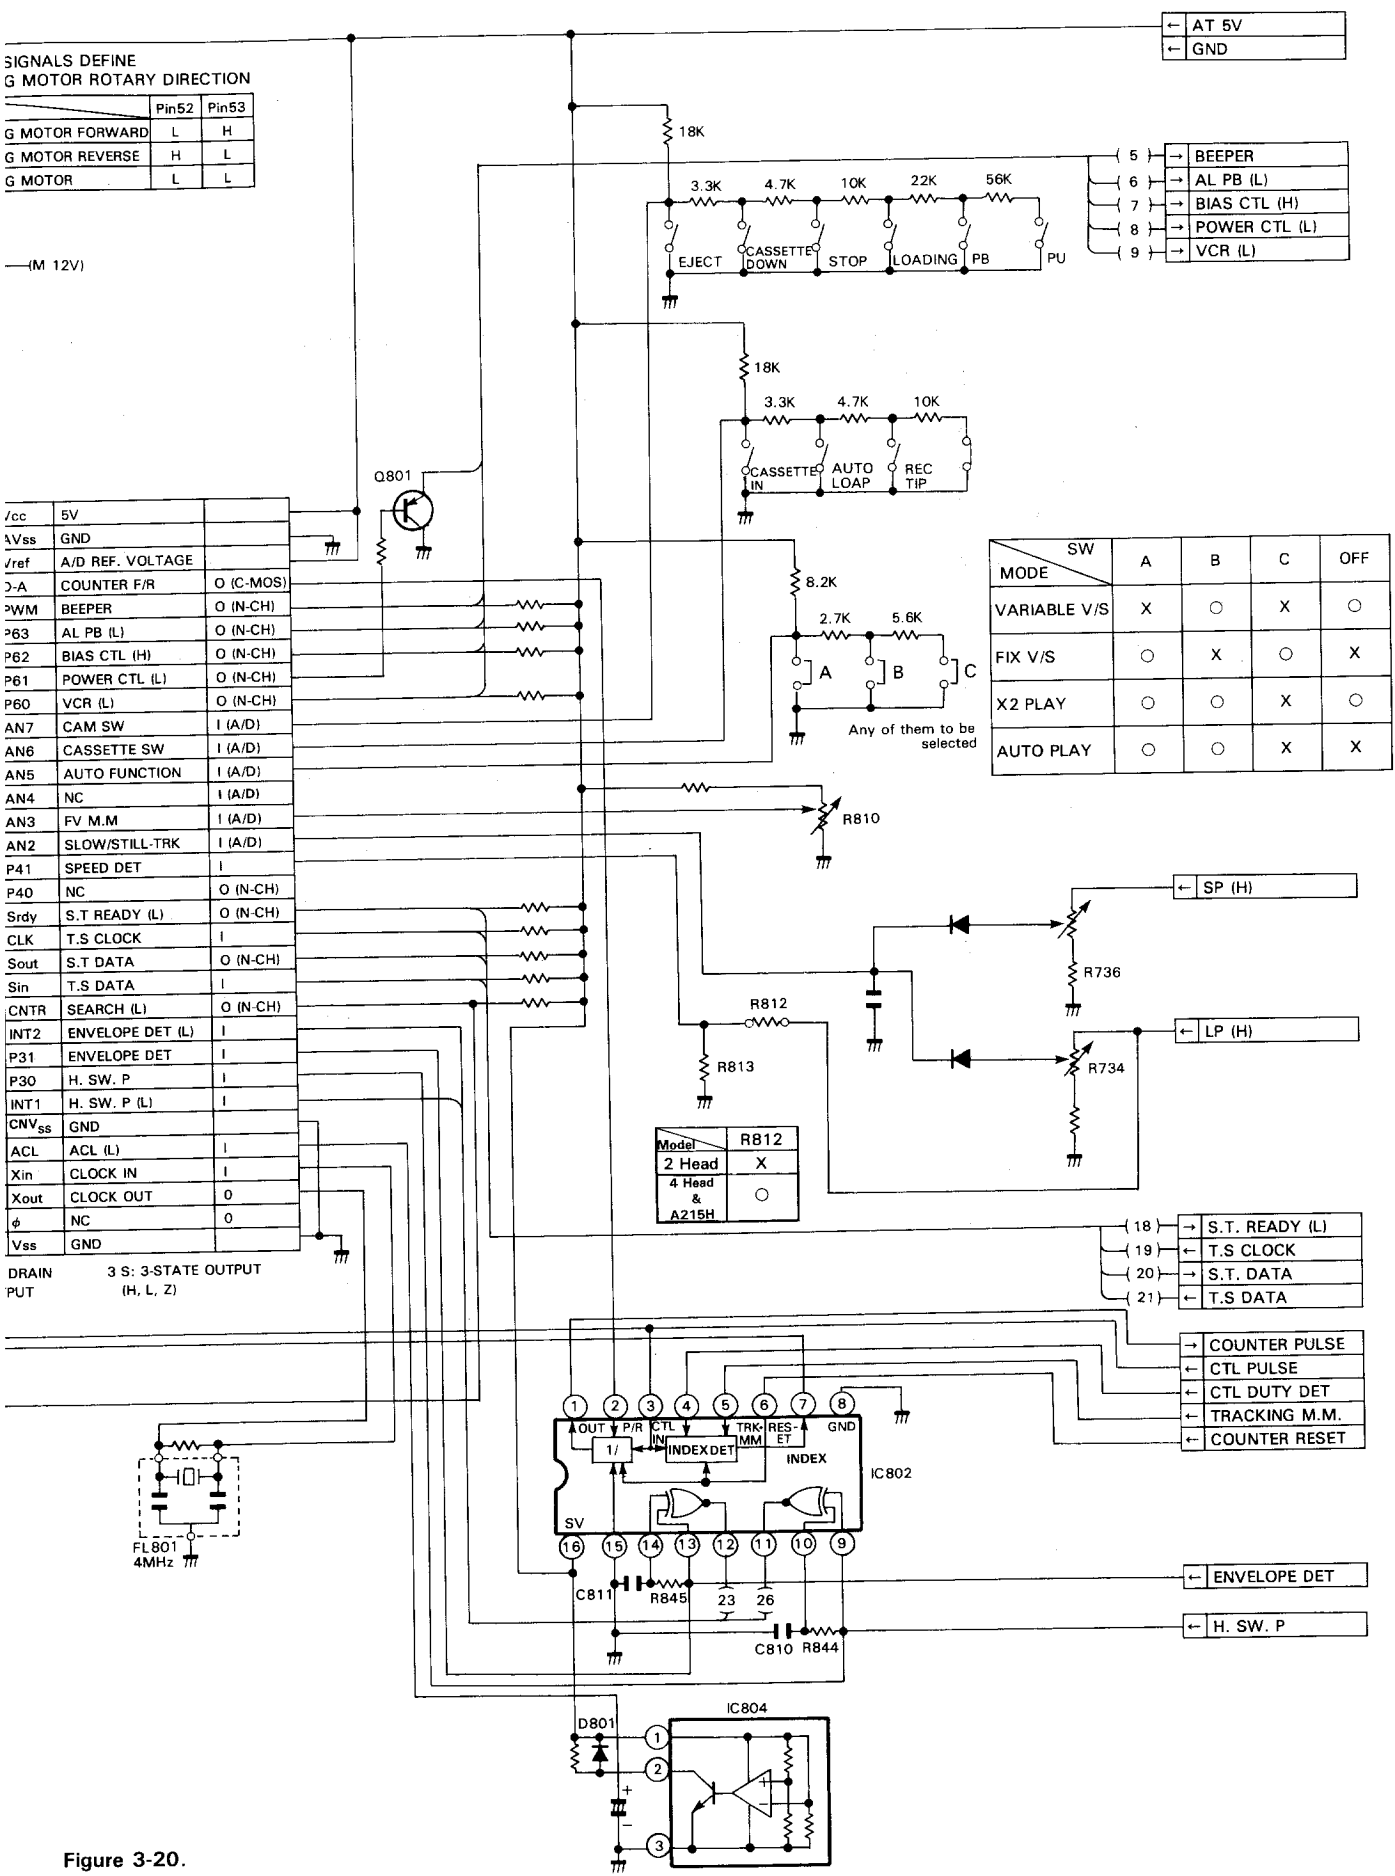 ← AT 5V
← GND
SIGNALS DEFINE
G MOTOR ROTARY DIRECTION
Pin52 Pin53
G MOTOR FORWARD L H
G MOTOR REVERSE H L
G MOTOR L L
(M 12V)
18K
3.3K 4.7K 10K 22K 56K
EJECT CASSETTE DOWN STOP LOADING PB PU
( 5 ) → BEEPER
( 6 ) → AL PB (L)
( 7 ) → BIAS CTL (H)
( 8 ) → POWER CTL (L)
( 9 ) → VCR (L)
18K
3.3K 4.7K 10K
CASSETTE IN AUTO LOAP REC TIP
Q801
8.2K
2.7K 5.6K
A B C
Any of them to be
selected
SW
MODE A B C OFF
VARIABLE V/S X ○ X ○
FIX V/S ○ X ○ X
X2 PLAY ○ ○ X ○
AUTO PLAY ○ ○ X X
Vcc 5V
AVss GND
Vref A/D REF. VOLTAGE
D-A COUNTER F/R O (C-MOS)
PWM BEEPER O (N-CH)
P63 AL PB (L) O (N-CH)
P62 BIAS CTL (H) O (N-CH)
P61 POWER CTL (L) O (N-CH)
P60 VCR (L) O (N-CH)
AN7 CAM SW I (A/D)
AN6 CASSETTE SW I (A/D)
AN5 AUTO FUNCTION I (A/D)
AN4 NC I (A/D)
AN3 FV M.M I (A/D)
AN2 SLOW/STILL-TRK I (A/D)
P41 SPEED DET I
P40 NC O (N-CH)
Srdy S.T READY (L) O (N-CH)
CLK T.S CLOCK I
Sout S.T DATA O (N-CH)
Sin T.S DATA I
CNTR SEARCH (L) O (N-CH)
INT2 ENVELOPE DET (L) I
P31 ENVELOPE DET I
P30 H. SW. P I
INT1 H. SW. P (L) I
CNVss GND
ACL ACL (L) I
Xin CLOCK IN I
Xout CLOCK OUT O
φ NC O
Vss GND
DRAIN 3 S: 3-STATE OUTPUT
PUT (H, L, Z)
R810
← SP (H)
R736
R812
← LP (H)
R813
R734
Model R812
2 Head X
4 Head
&
A215H ○
(18) → S.T. READY (L)
(19) ← T.S CLOCK
(20) → S.T. DATA
(21) ← T.S DATA
→ COUNTER PULSE
← CTL PULSE
← CTL DUTY DET
← TRACKING M.M.
← COUNTER RESET
1 2 3 4 5 6 7 8
OUT P/R CTL IN TRK-MM RES-ET GND
1/ INDEX DET
INDEX
IC802
5V
16 15 14 13 12 11 10 9
C811 R845 23 26
← ENVELOPE DET
C810 R844
← H. SW. P
FL801
4MHz
IC804
D801
1
2
+
−
+
−
3
Figure 3-20.